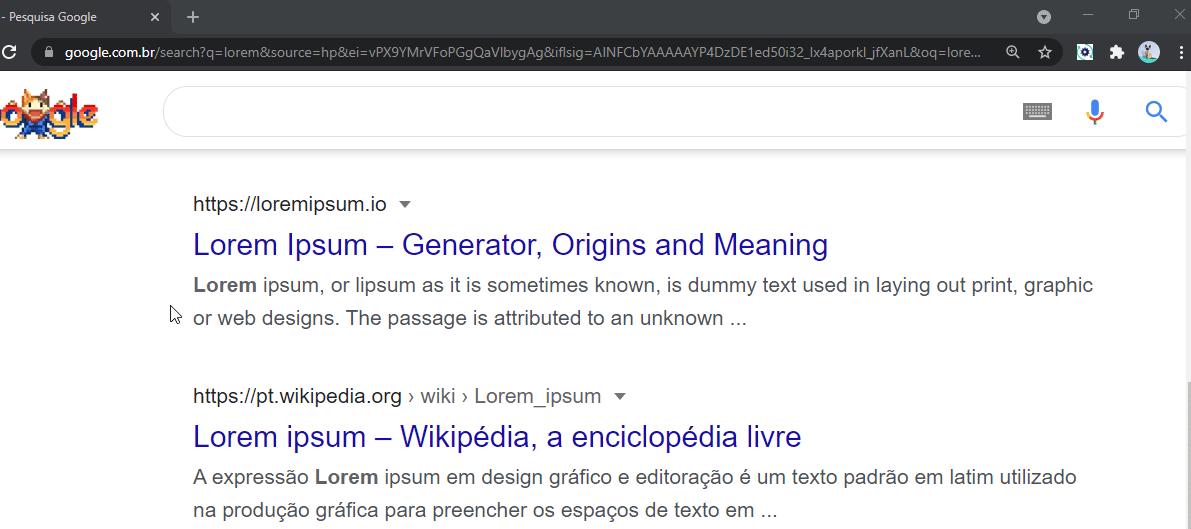 - Pesquisa Google
google.com.br/search?q=lorem&source=hp&ei=vPX9YMrVFoPGgQaVlbygAg&iflsig=AINFCbYAAAAAYP4DzDE1ed50i32_lx4aporkl_jfXanL&oq=lore...
oogle
https://loremipsum.io
Lorem Ipsum – Generator, Origins and Meaning
Lorem ipsum, or lipsum as it is sometimes known, is dummy text used in laying out print, graphic
or web designs. The passage is attributed to an unknown ...
https://pt.wikipedia.org › wiki › Lorem_ipsum
Lorem ipsum – Wikipédia, a enciclopédia livre
A expressão Lorem ipsum em design gráfico e editoração é um texto padrão em latim utilizado
na produção gráfica para preencher os espaços de texto em ...